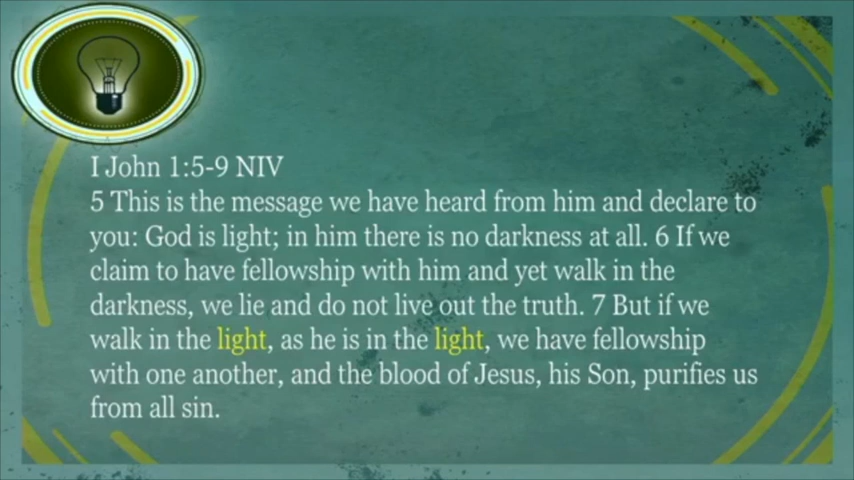 I John 1:5-9 NIV
5 This is the message we have heard from him and declare to
you: God is light; in him there is no darkness at all. 6 If we
claim to have fellowship with him and yet walk in the
darkness, we lie and do not live out the truth. 7 But if we
walk in the light, as he is in the light, we have fellowship
with one another, and the blood of Jesus, his Son, purifies us
from all sin.